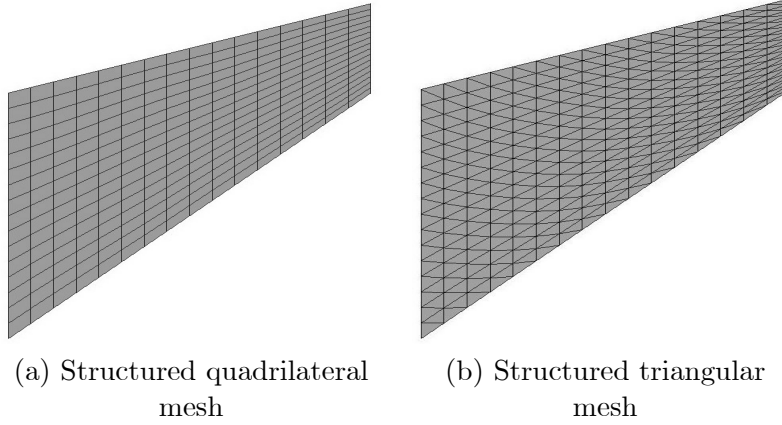 (a) Structured quadrilateral
mesh
(b) Structured triangular
mesh